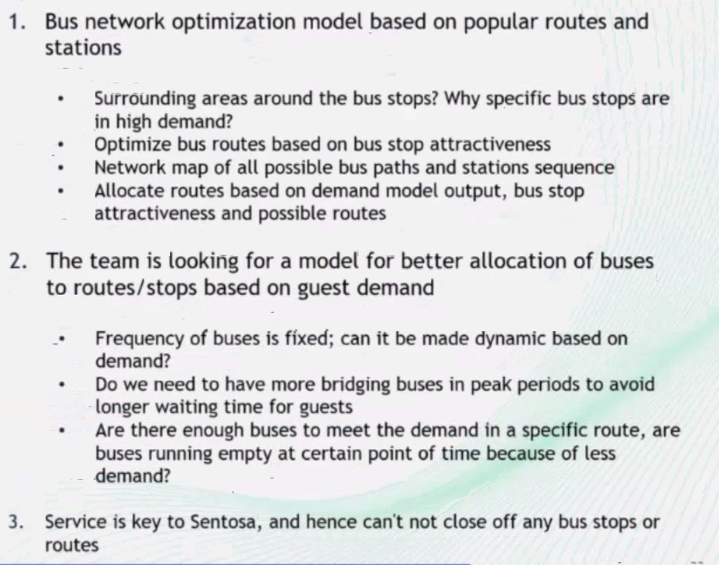 1. Bus network optimization model based on popular routes and
stations
• Surrounding areas around the bus stops? Why specific bus stops are
in high demand?
• Optimize bus routes based on bus stop attractiveness
• Network map of all possible bus paths and stations sequence
• Allocate routes based on demand model output, bus stop
attractiveness and possible routes
2. The team is looking for a model for better allocation of buses
to routes/stops based on guest demand
• Frequency of buses is fixed; can it be made dynamic based on
demand?
• Do we need to have more bridging buses in peak periods to avoid
longer waiting time for guests
• Are there enough buses to meet the demand in a specific route, are
buses running empty at certain point of time because of less
demand?
3. Service is key to Sentosa, and hence can't not close off any bus stops or
routes